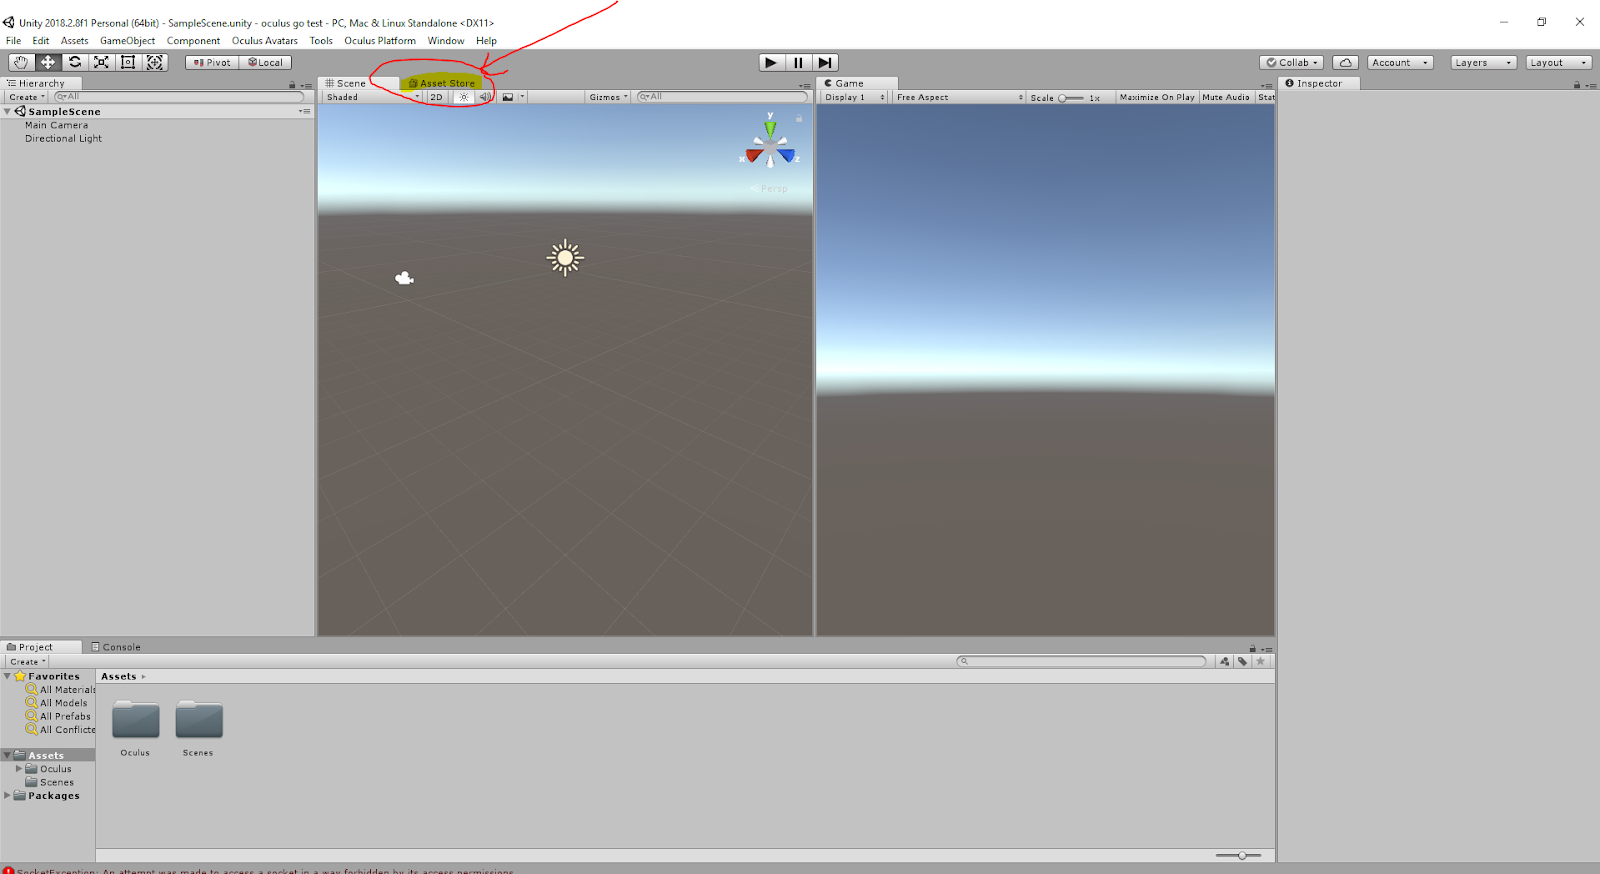 Unity 2018.2.8f1 Personal (64bit) - SampleScene.unity - oculus go test - PC, Mac & Linux Standalone <DX11>
File Edit Assets GameObject Component Oculus Avatars Tools Oculus Platform Window Help
Pivot Local Collab Account Layers Layout
Hierarchy Scene Asset Store Game Inspector
Create All Shaded 2D Gizmos All Display 1 Free Aspect Scale 1x Maximize On Play Mute Audio Stat
SampleScene
Main Camera
Directional Light
y
x z
Persp
Project Console
Create
Favorites
All Materials
All Models
All Prefabs
All Conflicte
Assets
Oculus
Scenes
Packages
Assets
Oculus Scenes
SocketException: An attempt was made to access a socket in a way forbidden by its access permissions.